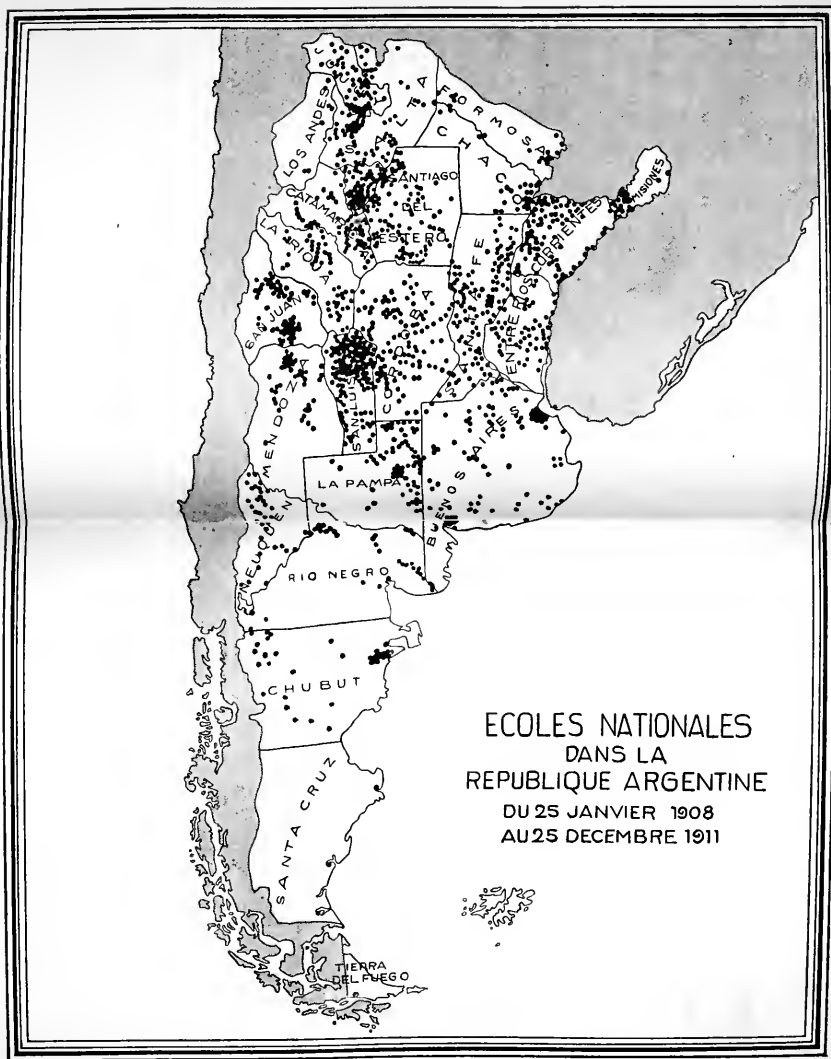 JUJUY
LOS ANDES
SALTA
FORMOSA
CHACO
MISIONES
CATAMARCA
SANTIAGO
DEL
ESTERO
LA RIOJA
CORRIENTES
SANTA FE
ENTRE RIOS
SAN JUAN
CORDOBA
SAN LUIS
MENDOZA
BUENOS AIRES
LA PAMPA
NEUQUEN
RIO NEGRO
CHUBUT
SANTA CRUZ
TIERRA
DEL FUEGO
ECOLES NATIONALES
DANS LA
REPUBLIQUE ARGENTINE
DU 25 JANVIER 1908
AU 25 DECEMBRE 1911